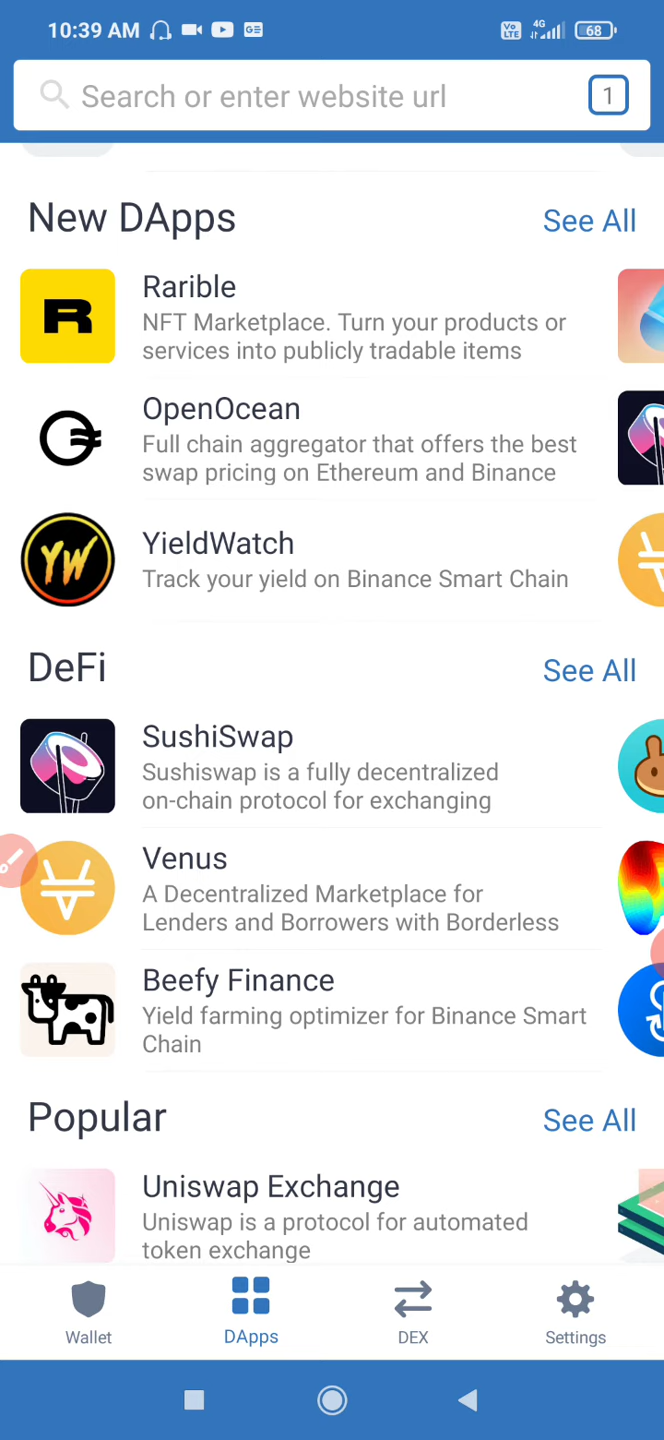 10:39 AM
Vo LTE 4G 68
Search or enter website url
1
New DApps
See All
Rarible
NFT Marketplace. Turn your products or
services into publicly tradable items
OpenOcean
Full chain aggregator that offers the best
swap pricing on Ethereum and Binance
YW
YieldWatch
Track your yield on Binance Smart Chain
DeFi
See All
SushiSwap
Sushiswap is a fully decentralized
on-chain protocol for exchanging
Venus
A Decentralized Marketplace for
Lenders and Borrowers with Borderless
Beefy Finance
Yield farming optimizer for Binance Smart
Chain
Popular
See All
Uniswap Exchange
Uniswap is a protocol for automated
token exchange
Wallet
DApps
DEX
Settings